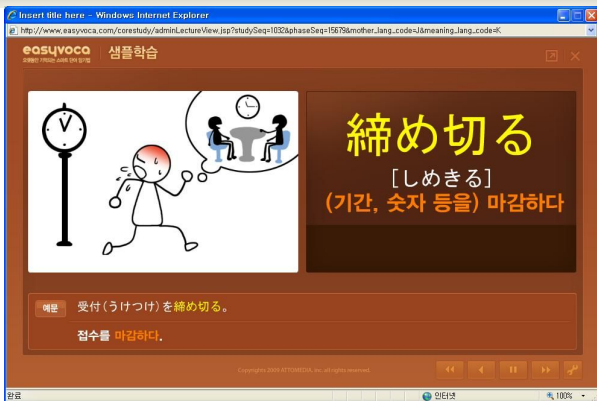 Insert title here - Windows Internet Explorer
http://www.easyvoca.com/corestudy/adminLectureView.jsp?studySeq=1032&phaseSeq=15679&mother_lang_code=J&meaning_lang_code=K
easyvoca 샘플학습
締め切る
[しめきる]
(기간, 숫자 등을) 마감하다
예문 受付(うけつけ)を締め切る。
접수를 마감하다.
완료 인터넷 100%